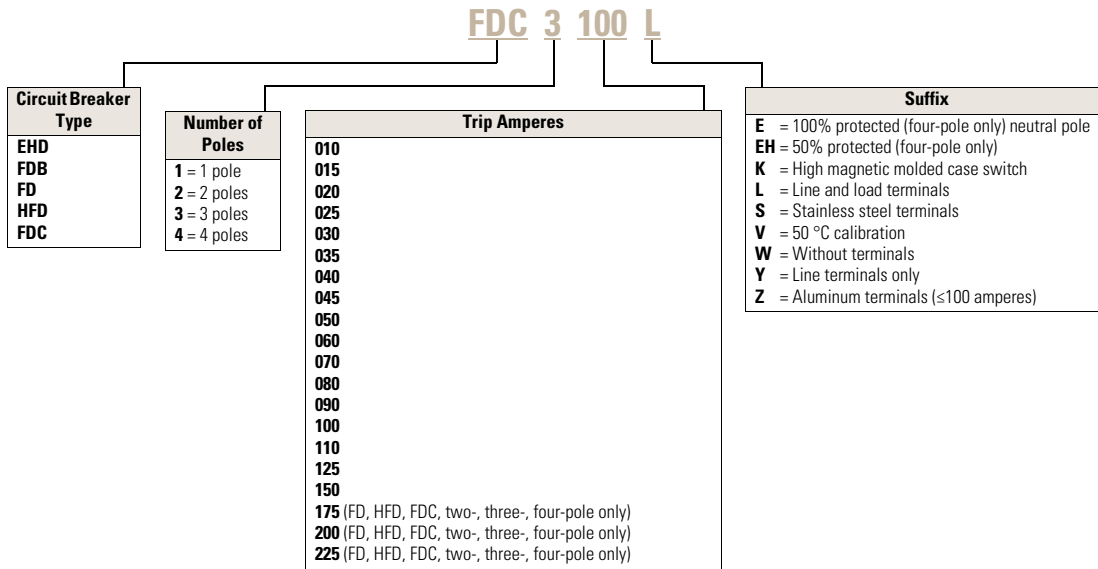 FDC 3 100 L
Circuit Breaker
Type
EHD
FDB
FD
HFD
FDC
Number of
Poles
1 = 1 pole
2 = 2 poles
3 = 3 poles
4 = 4 poles
Trip Amperes
010
015
020
025
030
035
040
045
050
060
070
080
090
100
110
125
150
175 (FD, HFD, FDC, two-, three-, four-pole only)
200 (FD, HFD, FDC, two-, three-, four-pole only)
225 (FD, HFD, FDC, two-, three-, four-pole only)
Suffix
E = 100% protected (four-pole only) neutral pole
EH = 50% protected (four-pole only)
K = High magnetic molded case switch
L = Line and load terminals
S = Stainless steel terminals
V = 50 °C calibration
W = Without terminals
Y = Line terminals only
Z = Aluminum terminals (≤100 amperes)